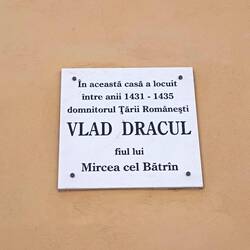 În această casă a locuit
între anii 1431 - 1435
domnitorul Țării Românești
VLAD DRACUL
fiul lui
Mircea cel Bătrîn